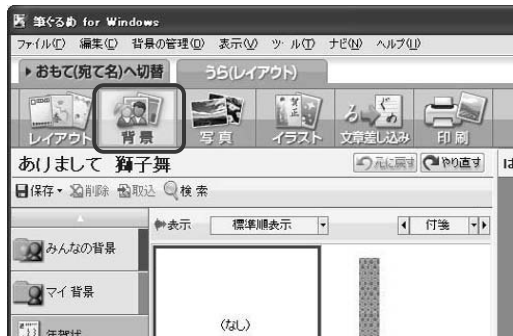 筆ぐるめ for Windows
ファイル(F) 編集(E) 背景の管理(D) 表示(V) ツール(T) ナビ(N) ヘルプ(U)
おもて(宛て名)へ切替 うら(レイアウト)
レイアウト 背景 写真 イラスト 文章差し込み 印刷
あけまして 獅子舞 元に戻す やり直す は
保存 削除 取込 検索
表示 標準順表示 付箋
みんなの背景
マイ背景
(なし)
年賀状